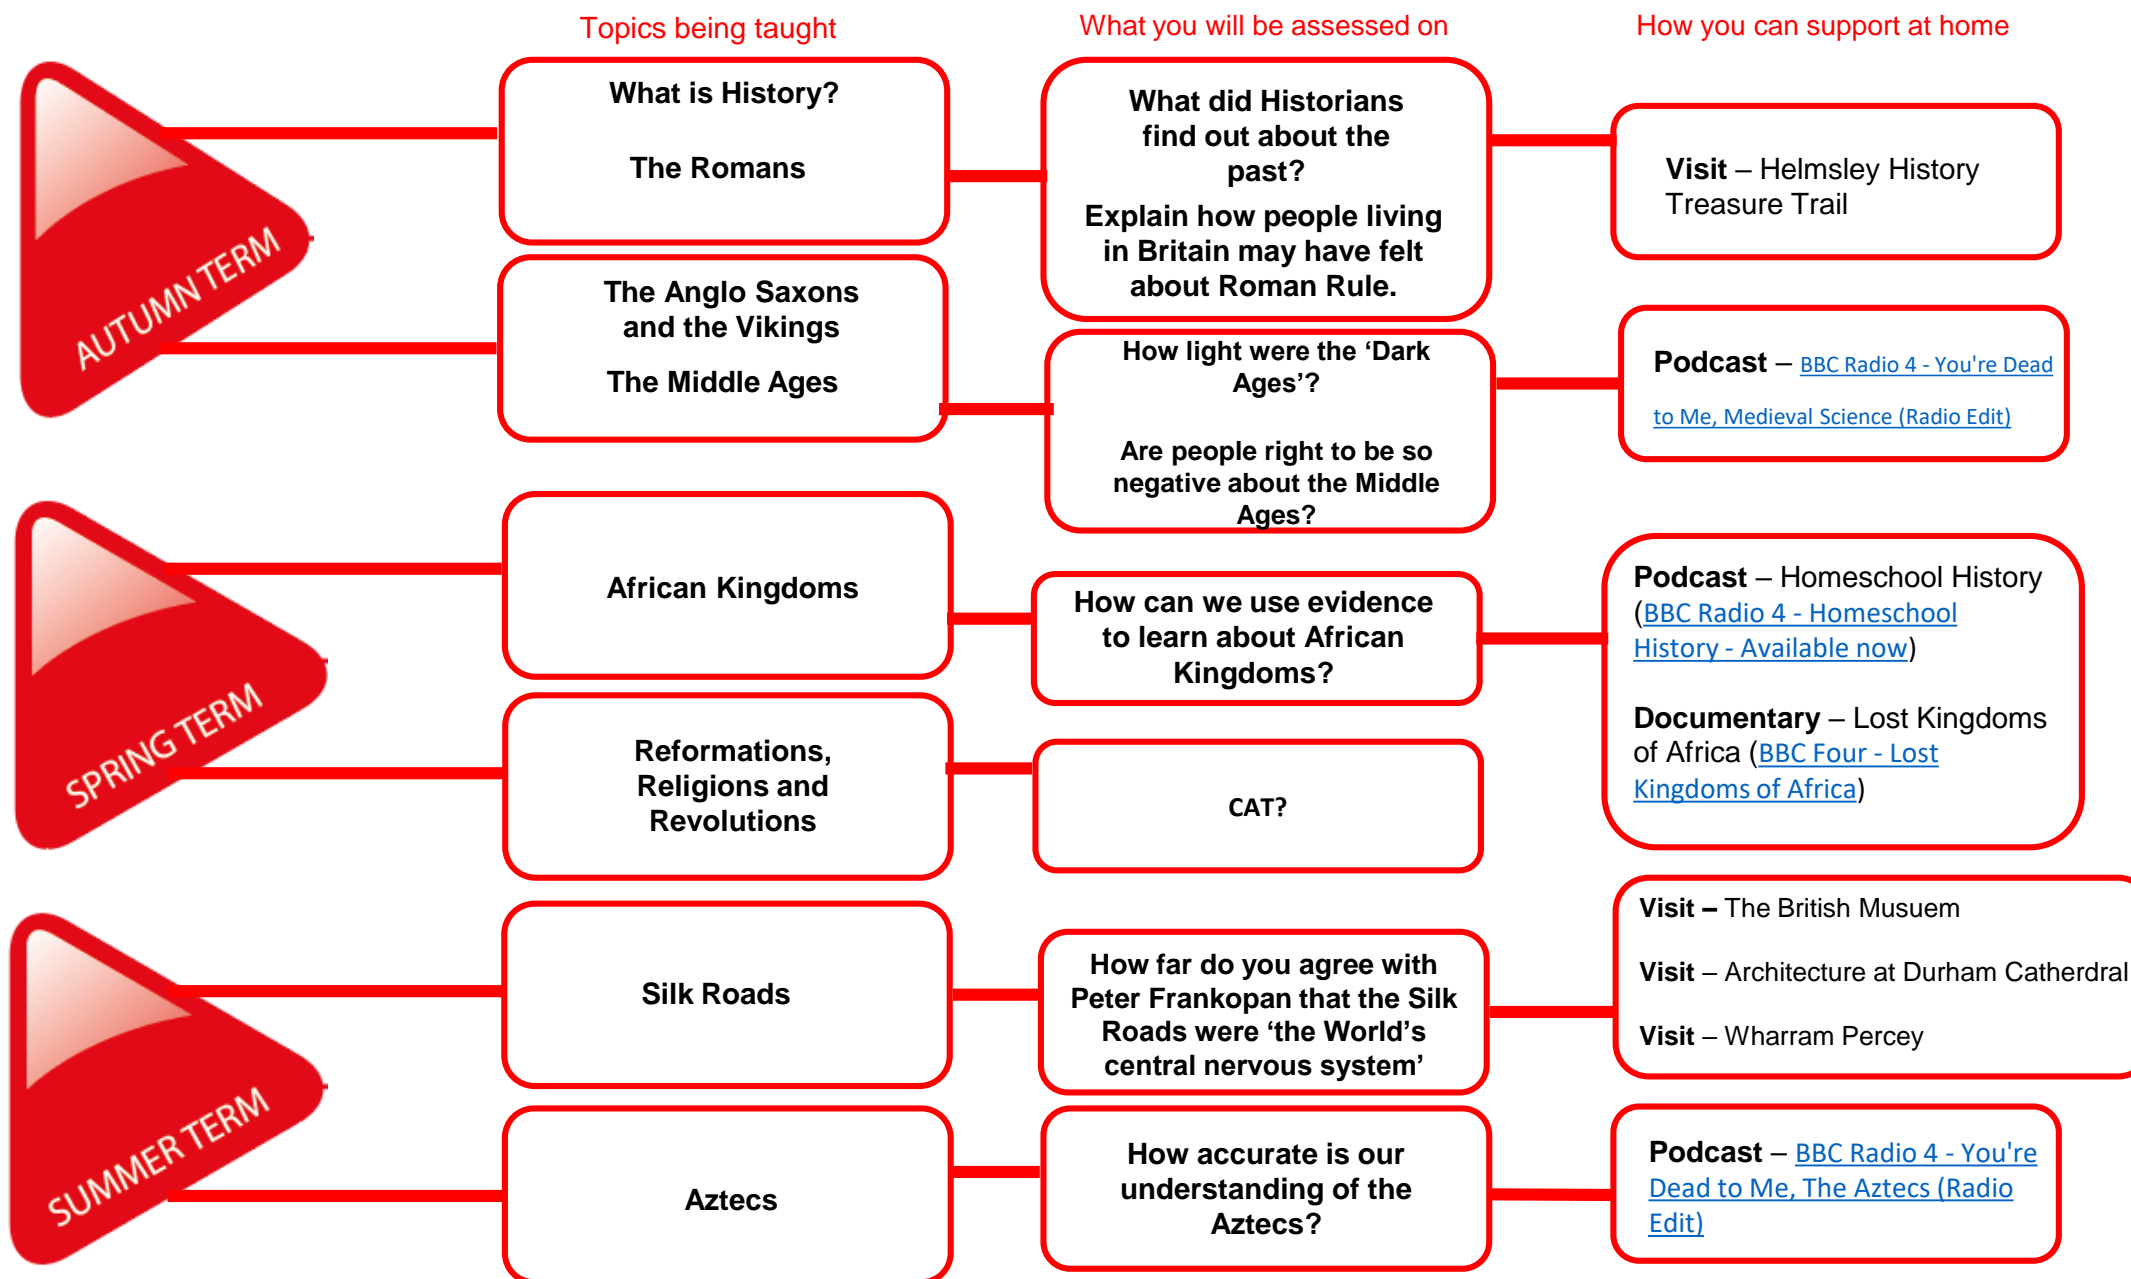 Topics being taught
What you will be assessed on
How you can support at home
AUTUMN TERM
What is History?
The Romans
What did Historians
find out about the
past?
Explain how people living
in Britain may have felt
about Roman Rule.
Visit – Helmsley History
Treasure Trail
The Anglo Saxons
and the Vikings
The Middle Ages
How light were the ‘Dark
Ages’?
Are people right to be so
negative about the Middle
Ages?
Podcast – BBC Radio 4 - You're Dead
to Me, Medieval Science (Radio Edit)
SPRING TERM
African Kingdoms
How can we use evidence
to learn about African
Kingdoms?
Podcast – Homeschool History
(BBC Radio 4 - Homeschool
History - Available now)
Documentary – Lost Kingdoms
of Africa (BBC Four - Lost
Kingdoms of Africa)
Reformations,
Religions and
Revolutions
CAT?
SUMMER TERM
Silk Roads
How far do you agree with
Peter Frankopan that the Silk
Roads were ‘the World’s
central nervous system’
Visit – The British Musuem
Visit – Architecture at Durham Catherdral
Visit – Wharram Percey
Aztecs
How accurate is our
understanding of the
Aztecs?
Podcast – BBC Radio 4 - You're
Dead to Me, The Aztecs (Radio
Edit)